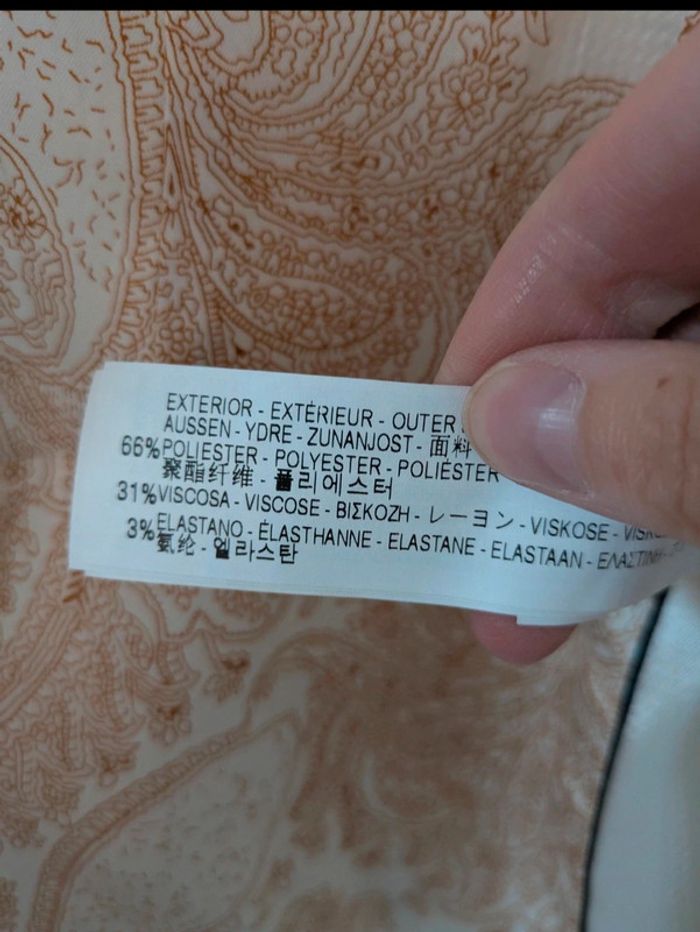 EXTERIOR - EXTÉRIEUR - OUTER
AUSSEN - YDRE - ZUNANJOST - 面料
66% POLIESTER - POLYESTER - POLIÉSTER
聚酯纤维 - 폴리에스터
31% VISCOSA - VISCOSE - ΒΙΣΚΟΖΗ - レーヨン - VISKOSE -
3% ELASTANO - ÉLASTHANNE - ELASTANE - ELASTAAN -
氨纶 - 엘라스탄